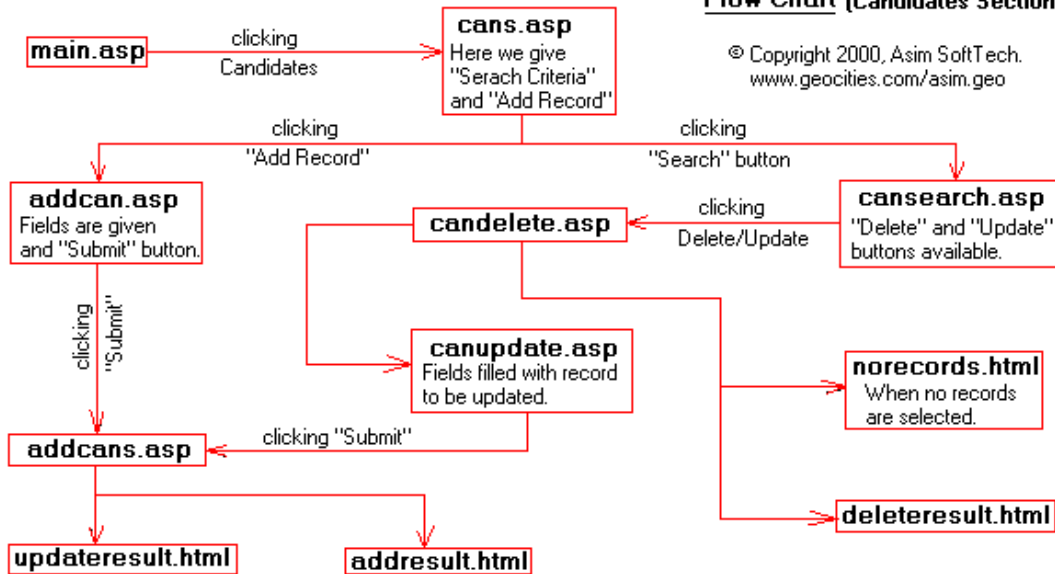 Flow Chart (Candidates Section
© Copyright 2000, Asim SoftTech.
www.geocities.com/asim.geo
main.asp
clicking
Candidates
cans.asp
Here we give
"Serach Criteria"
and "Add Record"
clicking
"Add Record"
clicking
"Search" button
addcan.asp
Fields are given
and "Submit" button.
candelete.asp
clicking
Delete/Update
cansearch.asp
"Delete" and "Update"
buttons available.
clicking
"Submit"
canupdate.asp
Fields filled with record
to be updated.
norecords.html
When no records
are selected.
clicking "Submit"
addcans.asp
deleteresult.html
updateresult.html
addresult.html